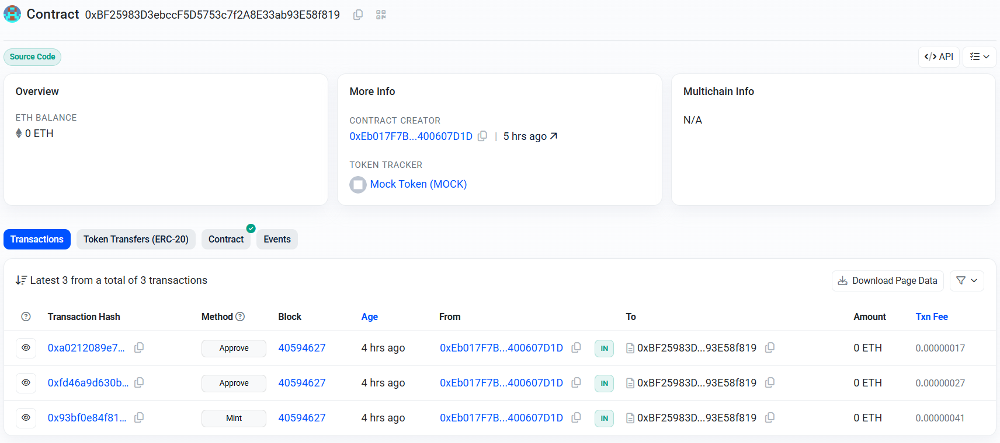 Contract 0xBF25983D3ebccF5D5753c7f2A8E33ab93E58f819
Source Code
</> API
Overview
ETH BALANCE
0 ETH
More Info
CONTRACT CREATOR
0xEb017F7B...400607D1D | 5 hrs ago
TOKEN TRACKER
Mock Token (MOCK)
Multichain Info
N/A
Transactions Token Transfers (ERC-20) Contract Events
Latest 3 from a total of 3 transactions
Download Page Data
Transaction Hash Method Block Age From To Amount Txn Fee
0xa0212089e7... Approve 40594627 4 hrs ago 0xEb017F7B...400607D1D IN 0xBF25983D...93E58f819 0 ETH 0.00000017
0xfd46a9d630b... Approve 40594627 4 hrs ago 0xEb017F7B...400607D1D IN 0xBF25983D...93E58f819 0 ETH 0.00000027
0x93bf0e84f81... Mint 40594627 4 hrs ago 0xEb017F7B...400607D1D IN 0xBF25983D...93E58f819 0 ETH 0.00000041